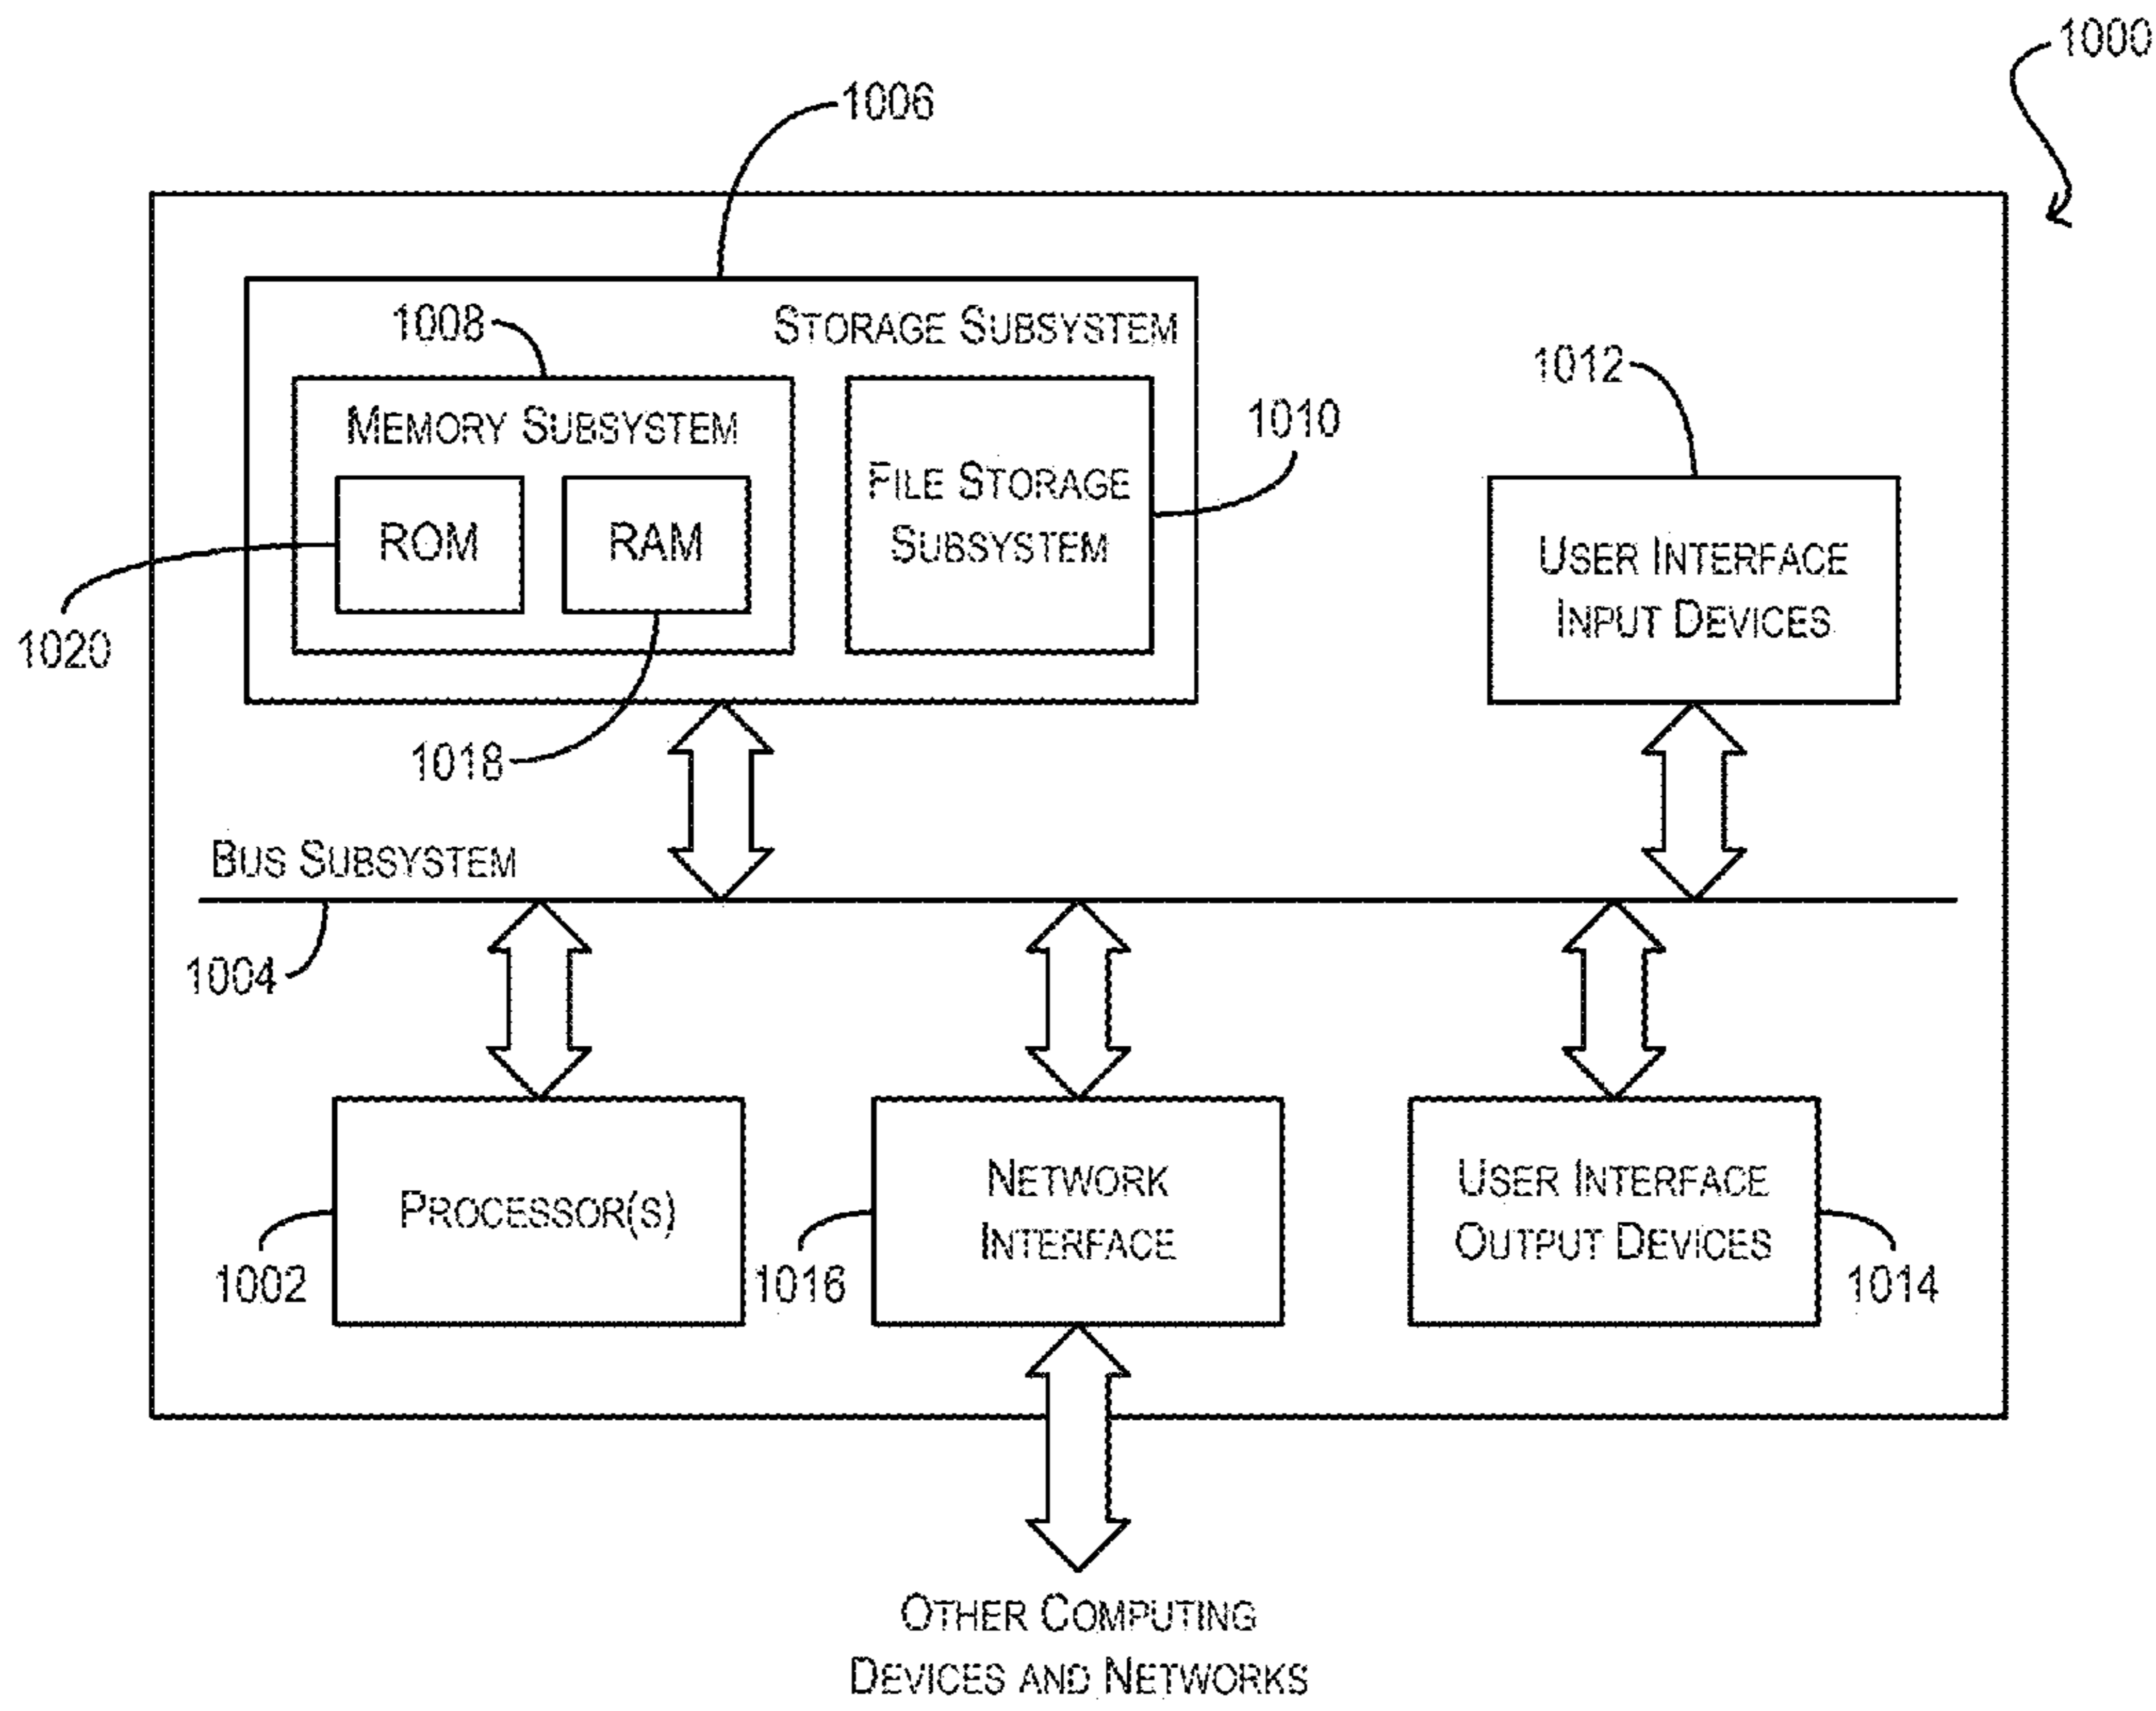 1000
1006
1008
STORAGE SUBSYSTEM
1012
MEMORY SUBSYSTEM
1010
FILE STORAGE
SUBSYSTEM
ROM
RAM
USER INTERFACE
INPUT DEVICES
1020
1018
BUS SUBSYSTEM
1004
PROCESSOR(S)
NETWORK
INTERFACE
USER INTERFACE
OUTPUT DEVICES
1002
1016
1014
OTHER COMPUTING
DEVICES AND NETWORKS